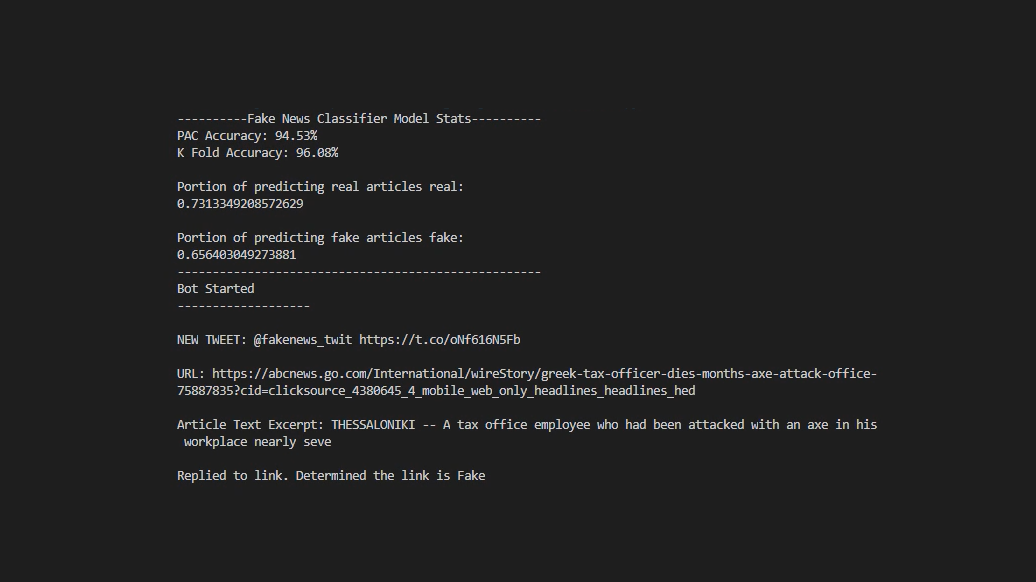 ----------Fake News Classifier Model Stats----------
PAC Accuracy: 94.53%
K Fold Accuracy: 96.08%
Portion of predicting real articles real:
0.7313349208572629
Portion of predicting fake articles fake:
0.656403049273881
----------------------------------------------------
Bot Started
-------------------
NEW TWEET: @fakenews_twit https://t.co/oNf616N5Fb
URL: https://abcnews.go.com/International/wireStory/greek-tax-officer-dies-months-axe-attack-office-
75887835?cid=clicksource_4380645_4_mobile_web_only_headlines_headlines_hed
Article Text Excerpt: THESSALONIKI -- A tax office employee who had been attacked with an axe in his
 workplace nearly seve
Replied to link. Determined the link is Fake